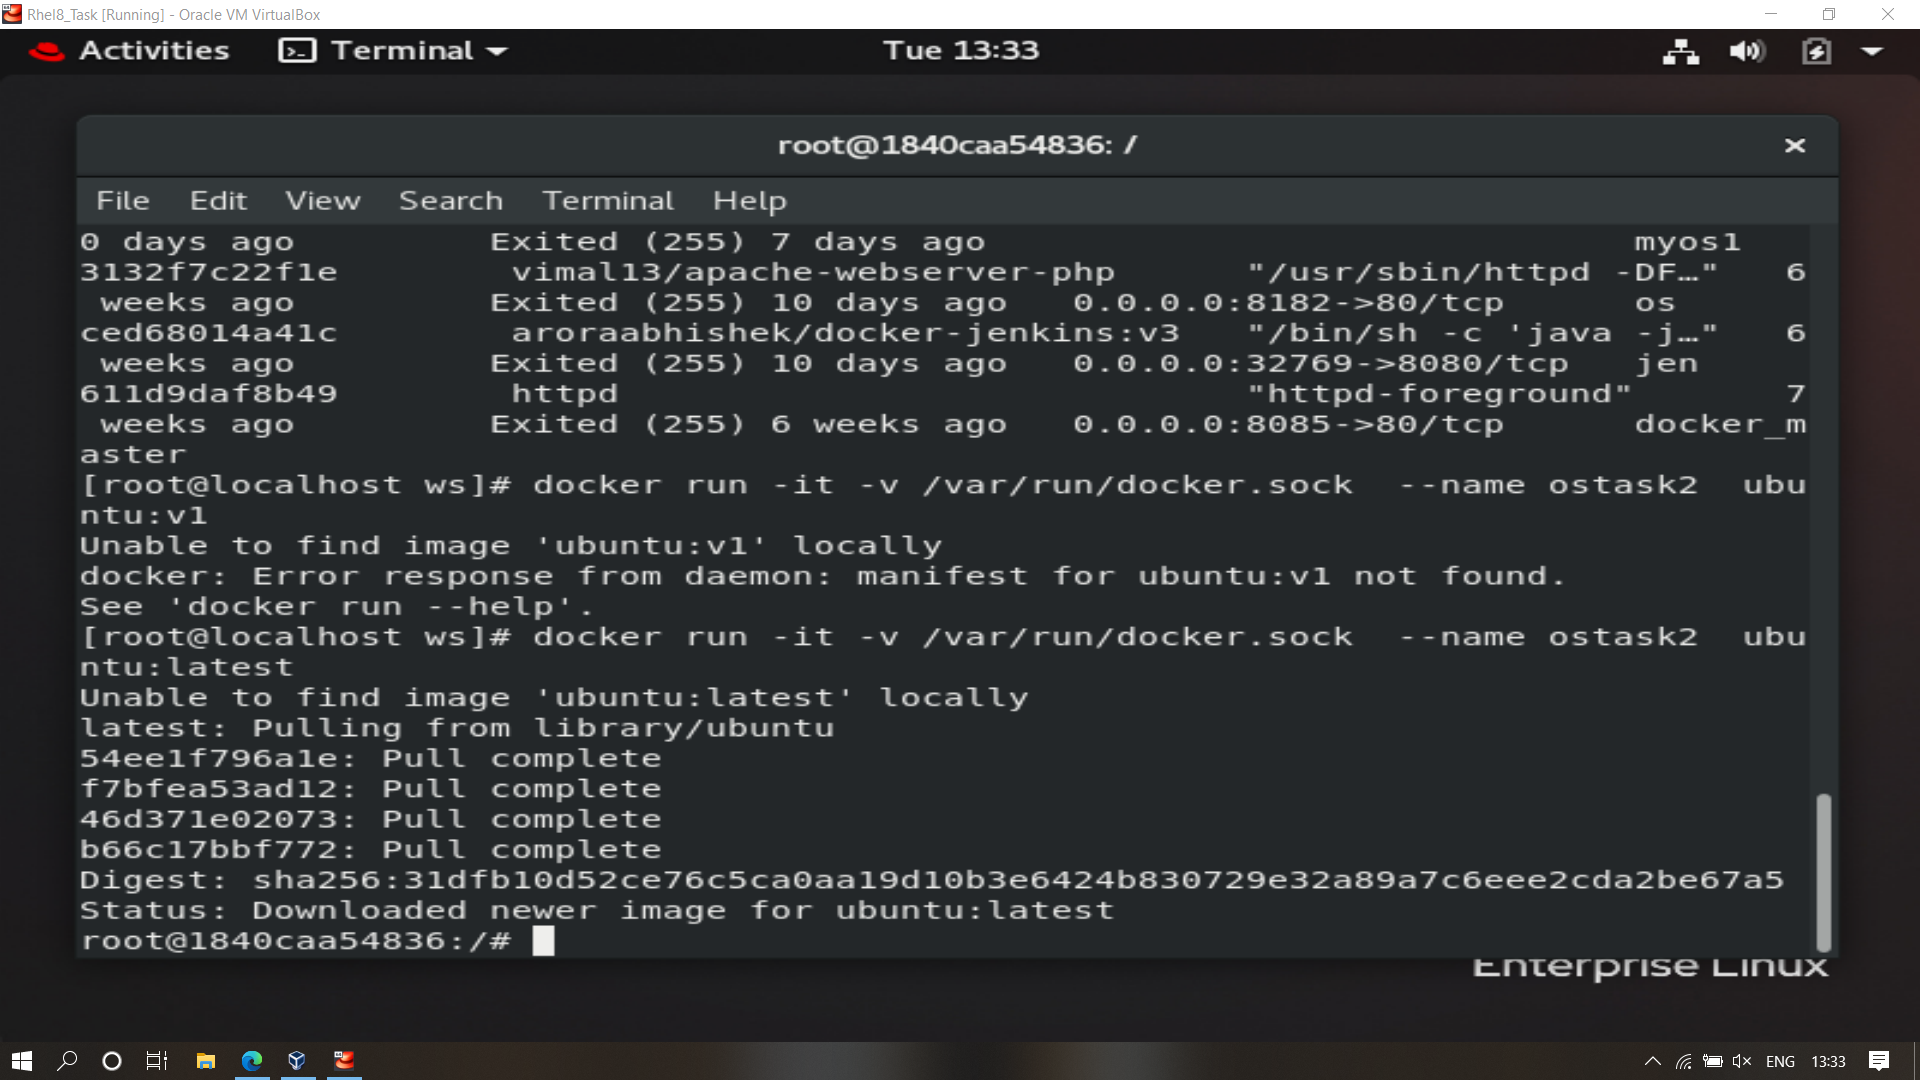 Rhel8_Task [Running] - Oracle VM VirtualBox
Activities Terminal Tue 13:33
root@1840caa54836: /
File Edit View Search Terminal Help
0 days ago Exited (255) 7 days ago myos1
3132f7c22f1e vimal13/apache-webserver-php "/usr/sbin/httpd -DF…" 6
weeks ago Exited (255) 10 days ago 0.0.0.0:8182->80/tcp os
ced68014a41c aroraabhishek/docker-jenkins:v3 "/bin/sh -c 'java -j…" 6
weeks ago Exited (255) 10 days ago 0.0.0.0:32769->8080/tcp jen
611d9daf8b49 httpd "httpd-foreground" 7
weeks ago Exited (255) 6 weeks ago 0.0.0.0:8085->80/tcp docker_m
aster
[root@localhost ws]# docker run -it -v /var/run/docker.sock --name ostask2 ubu
ntu:v1
Unable to find image 'ubuntu:v1' locally
docker: Error response from daemon: manifest for ubuntu:v1 not found.
See 'docker run --help'.
[root@localhost ws]# docker run -it -v /var/run/docker.sock --name ostask2 ubu
ntu:latest
Unable to find image 'ubuntu:latest' locally
latest: Pulling from library/ubuntu
54ee1f796a1e: Pull complete
f7bfea53ad12: Pull complete
46d371e02073: Pull complete
b66c17bbf772: Pull complete
Digest: sha256:31dfb10d52ce76c5ca0aa19d10b3e6424b830729e32a89a7c6eee2cda2be67a5
Status: Downloaded newer image for ubuntu:latest
root@1840caa54836:/#
Enterprise Linux
ENG 13:33